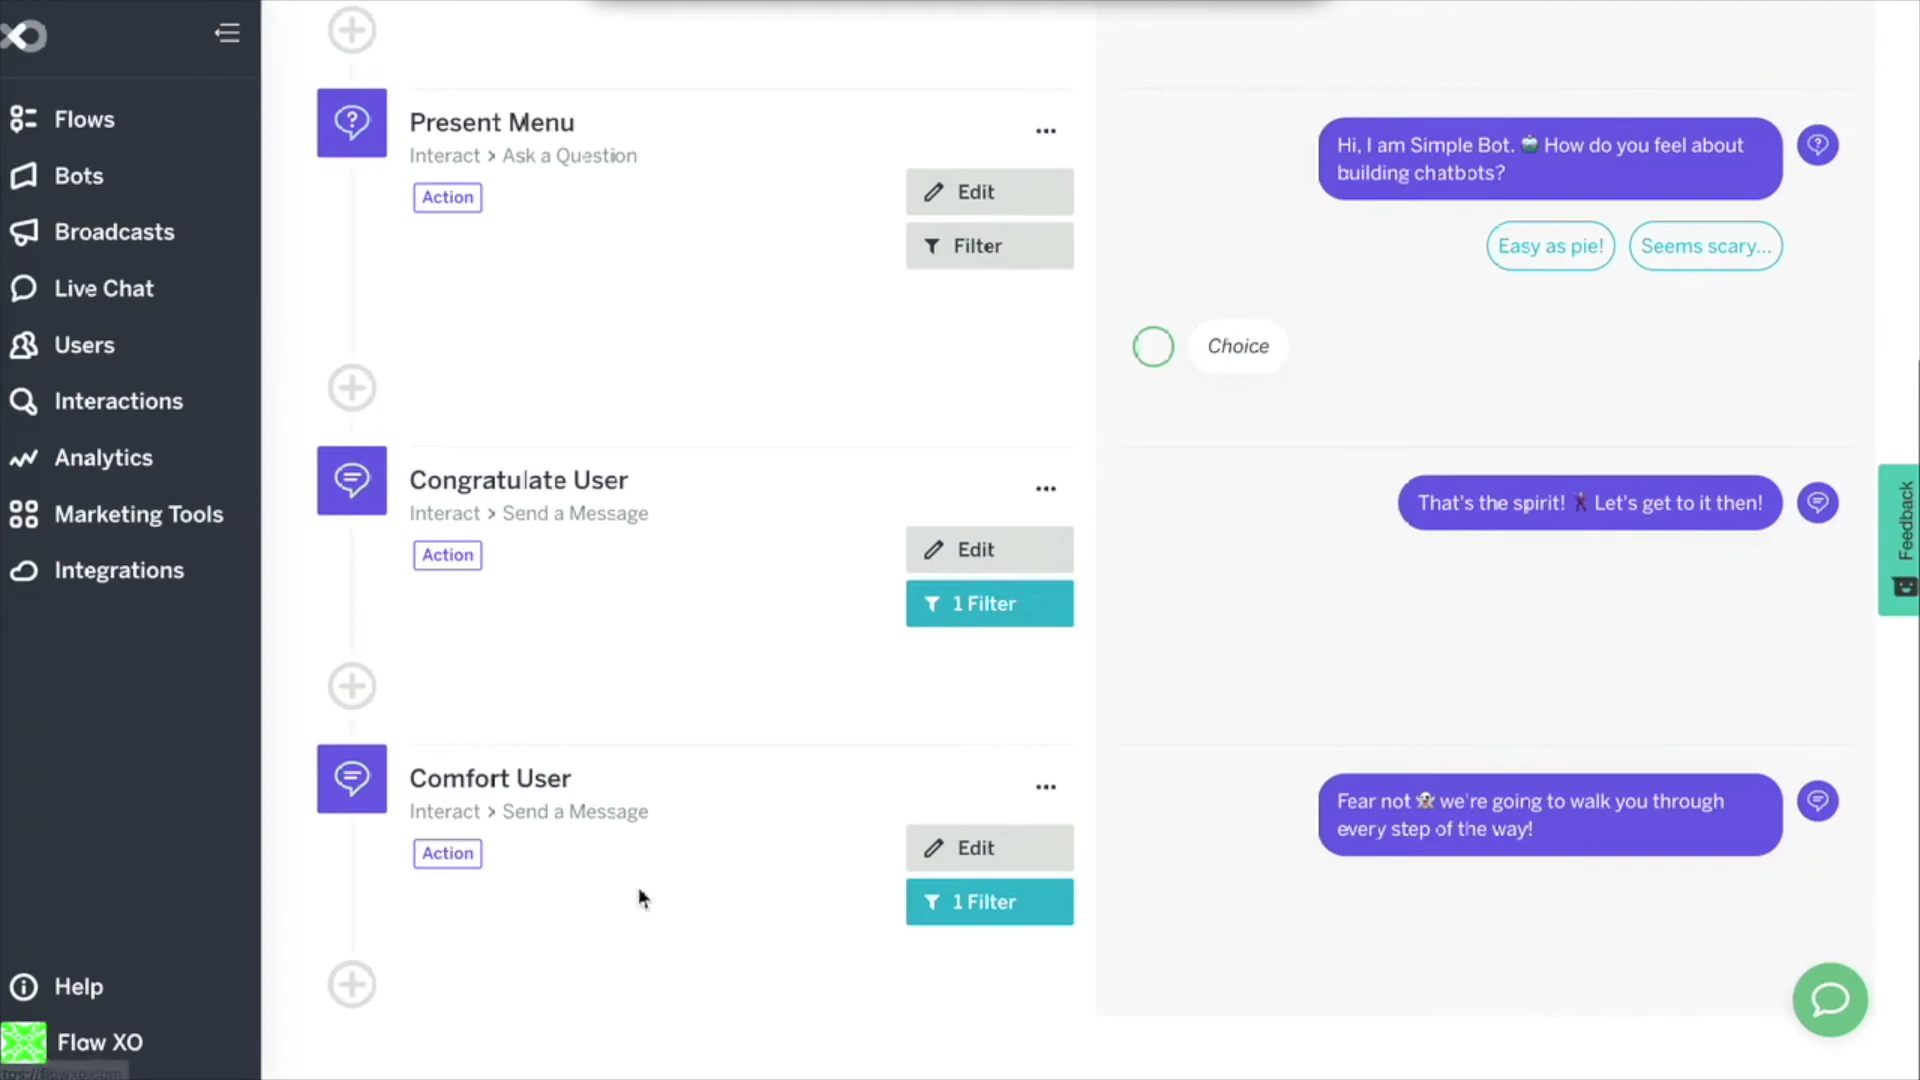 XO
Flows
Bots
Broadcasts
Live Chat
Users
Interactions
Analytics
Marketing Tools
Integrations
Help
Flaw XO
Present Menu
Interact > Ask a Question
Action
Edit
Filter
Congratulate User
Interact > Send a Message
Action
Edit
1 Filter
Comfort User
Interact > Send a Message
Action
Edit
1 Filter
Hi, I am Simple Bot. How do you feel about
building chatbots?
Easy as pie!
Seems scary...
Choice
That's the spirit! Let's get to it then!
Fear not we're going to walk you through
every step of the way!
Feedback